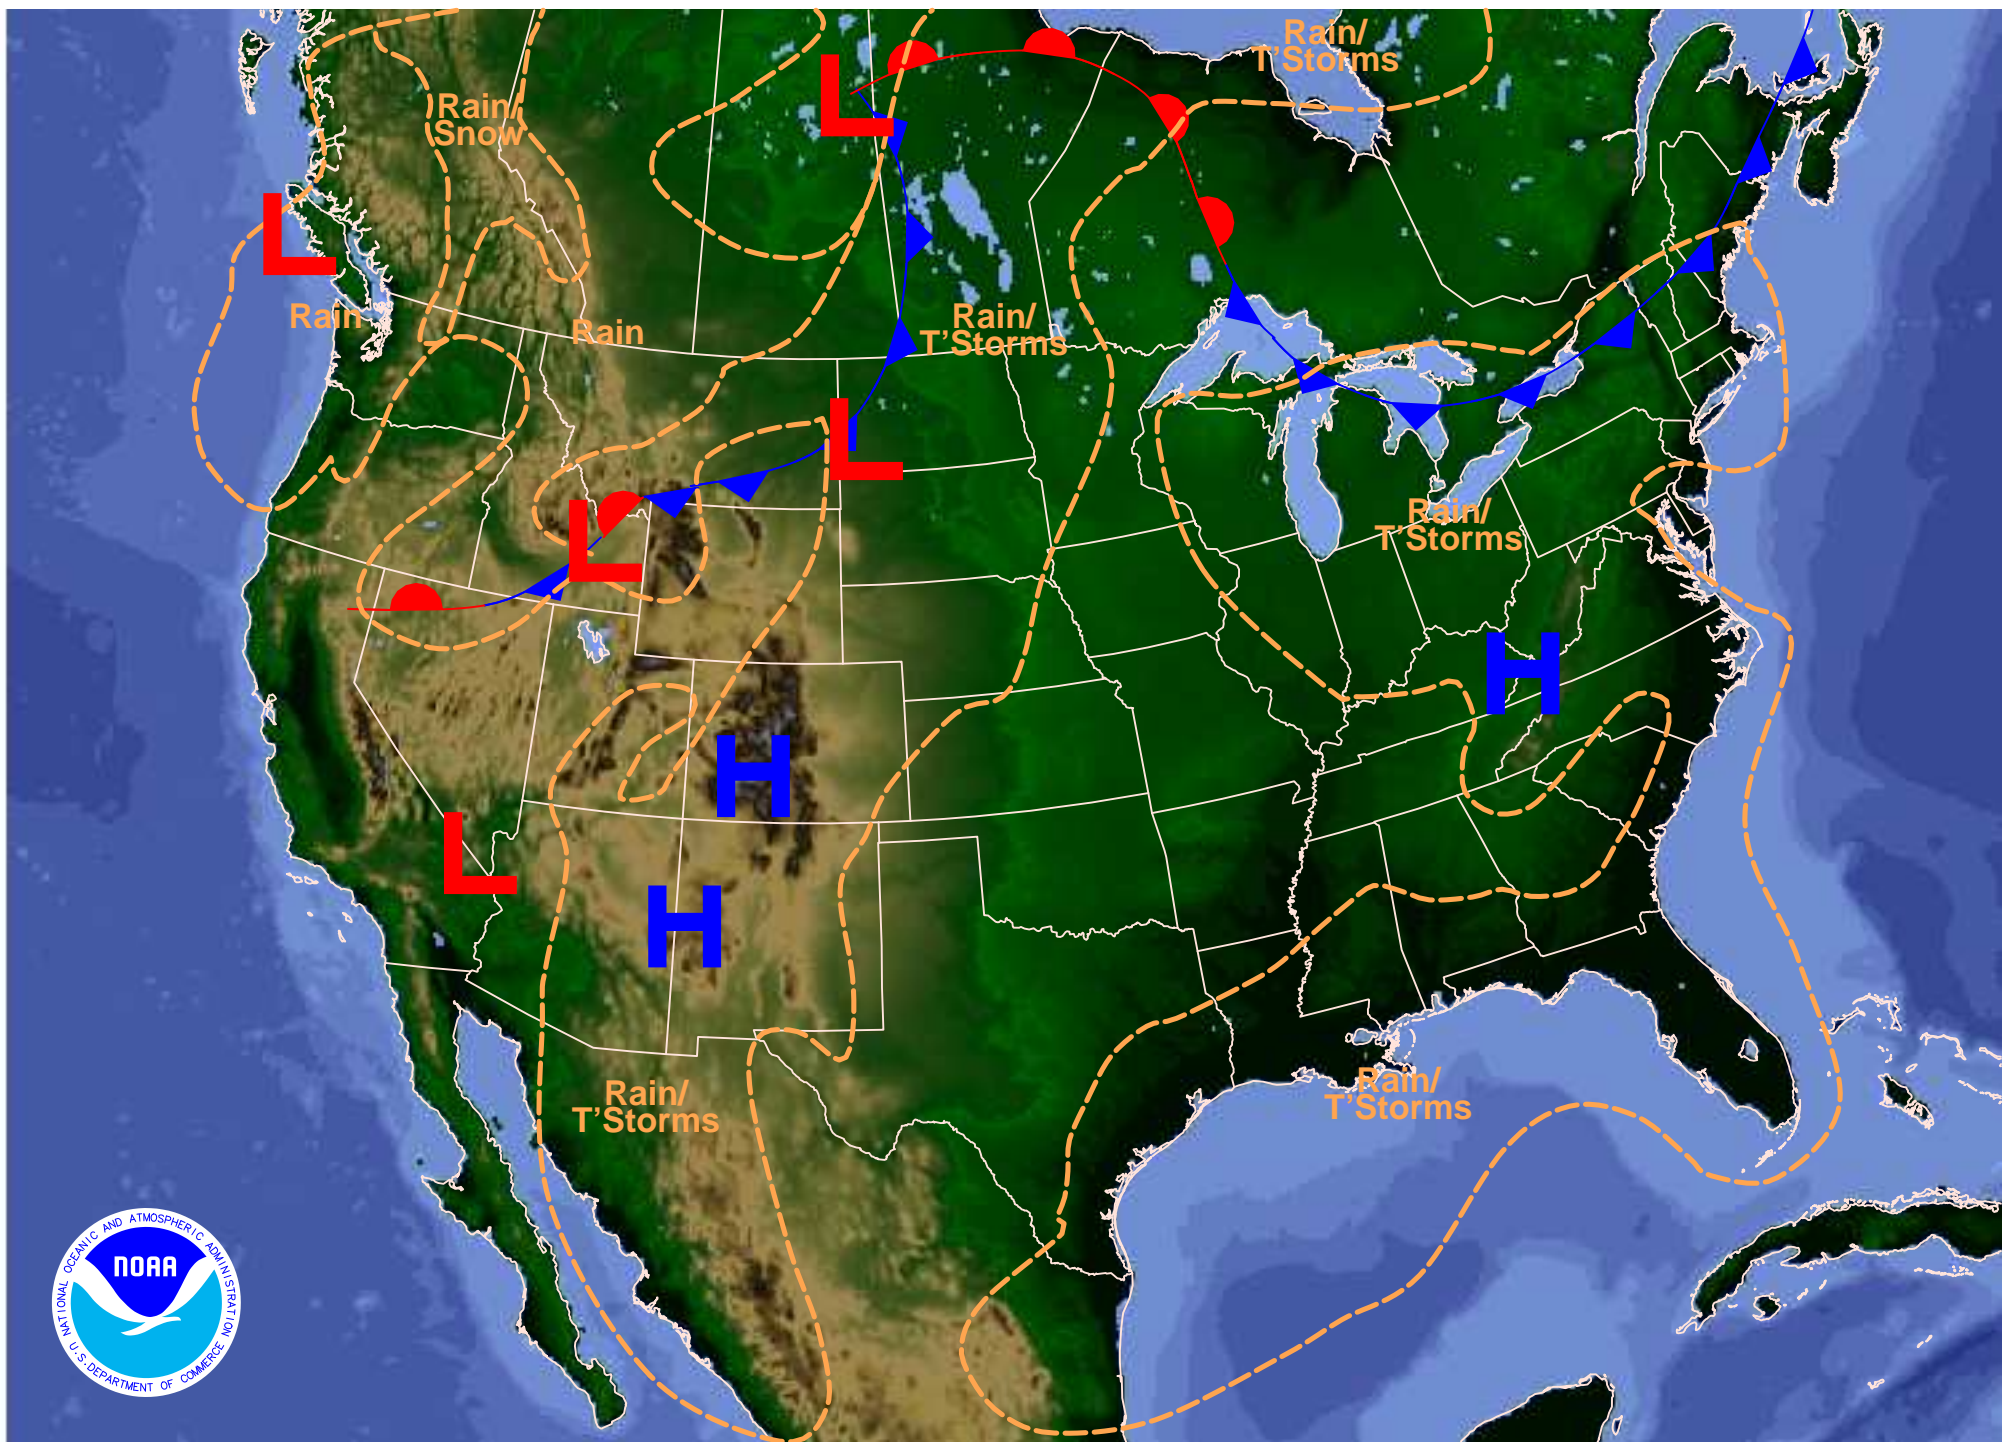 Rain/
T'Storms
Rain/
Snow
L
L
Rain
Rain
Rain/
T'Storms
L
L
Rain/
T'Storms
H
H
L
H
Rain/
T'Storms
Rain/
T'Storms
NATIONAL OCEANIC AND ATMOSPHERIC ADMINISTRATION
NOAA
U.S. DEPARTMENT OF COMMERCE